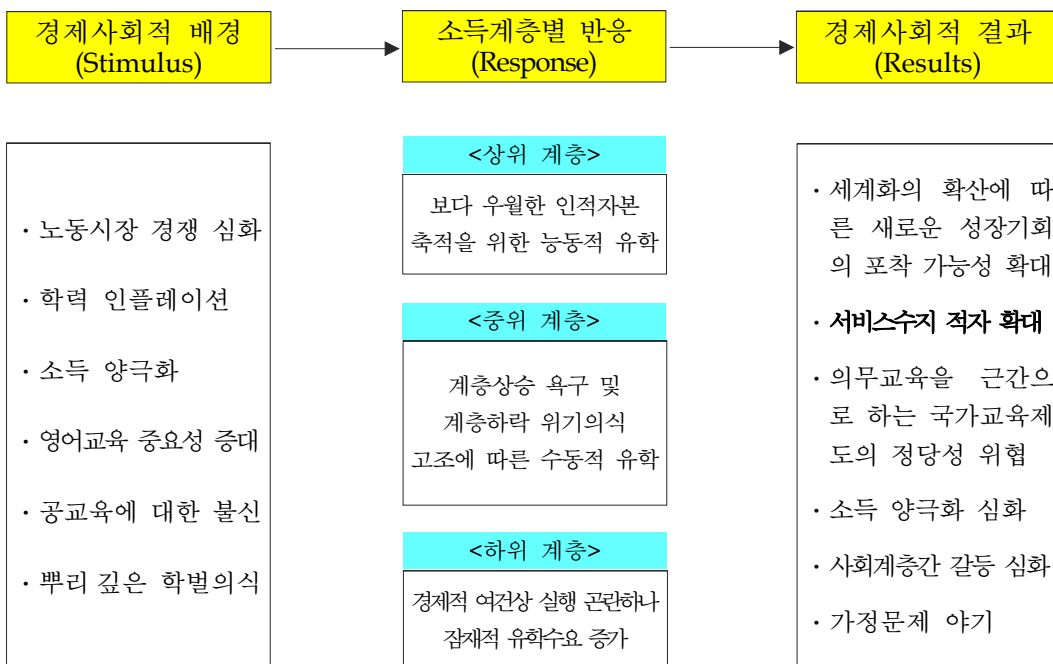 경제사회적 배경
(Stimulus)
소득계층별 반응
(Response)
경제사회적 결과
(Results)
· 노동시장 경쟁 심화
· 학력 인플레이션
· 소득 양극화
· 영어교육 중요성 증대
· 공교육에 대한 불신
· 뿌리 깊은 학벌의식
<상위 계층>
보다 우월한 인적자본
축적을 위한 능동적 유학
<중위 계층>
계층상승 욕구 및
계층하락 위기의식
고조에 따른 수동적 유학
<하위 계층>
경제적 여건상 실행 곤란하나
잠재적 유학수요 증가
· 세계화의 확산에 따
른 새로운 성장기회
의 포착 가능성 확대
· 서비스수지 적자 확대
· 의무교육을 근간으
로 하는 국가교육제
도의 정당성 위협
· 소득 양극화 심화
· 사회계층간 갈등 심화
· 가정문제 야기